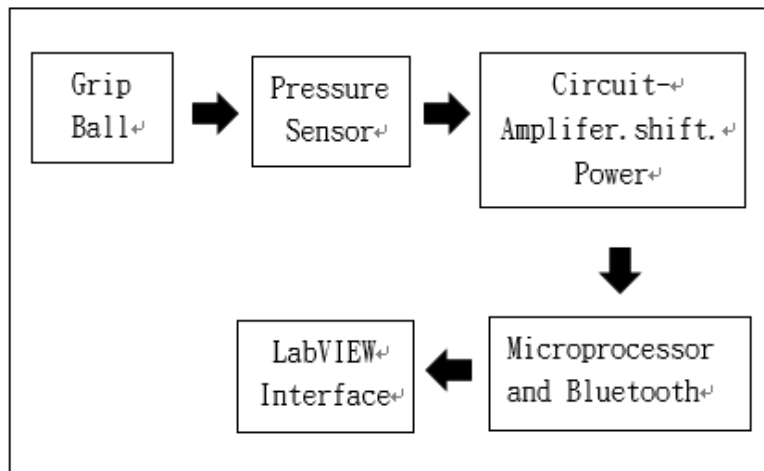 Grip
Ball↵
Pressure
Sensor↵
Circuit-↵
Amplifer.shift.↵
Power↵
Microprocessor
and Bluetooth↵
LabVIEW↵
Interface↵